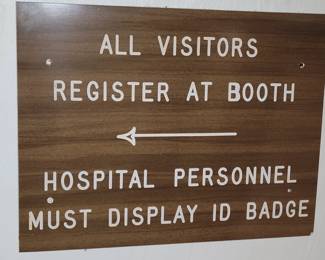 ALL VISITORS
REGISTER AT BOOTH
HOSPITAL PERSONNEL
MUST DISPLAY ID BADGE